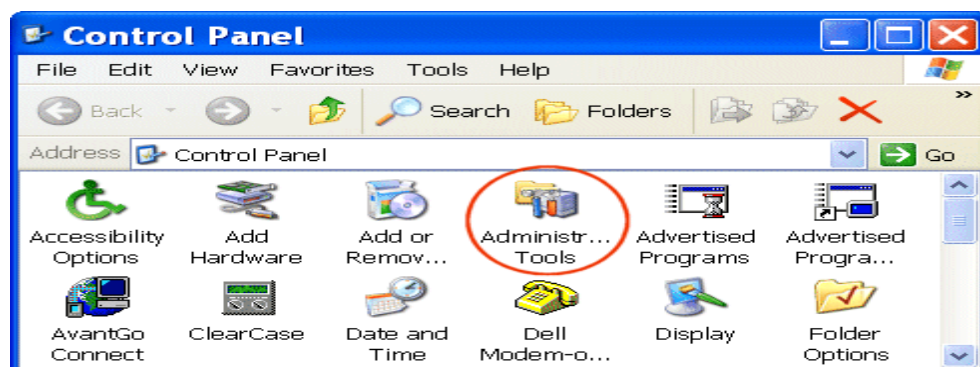 Control Panel
File Edit View Favorites Tools Help
Back Search Folders »
Address Control Panel Go
Accessibility Options
Add Hardware
Add or Remov...
Administr... Tools
Advertised Programs
Advertised Progra...
AvantGo Connect
ClearCase
Date and Time
Dell Modem-o...
Display
Folder Options